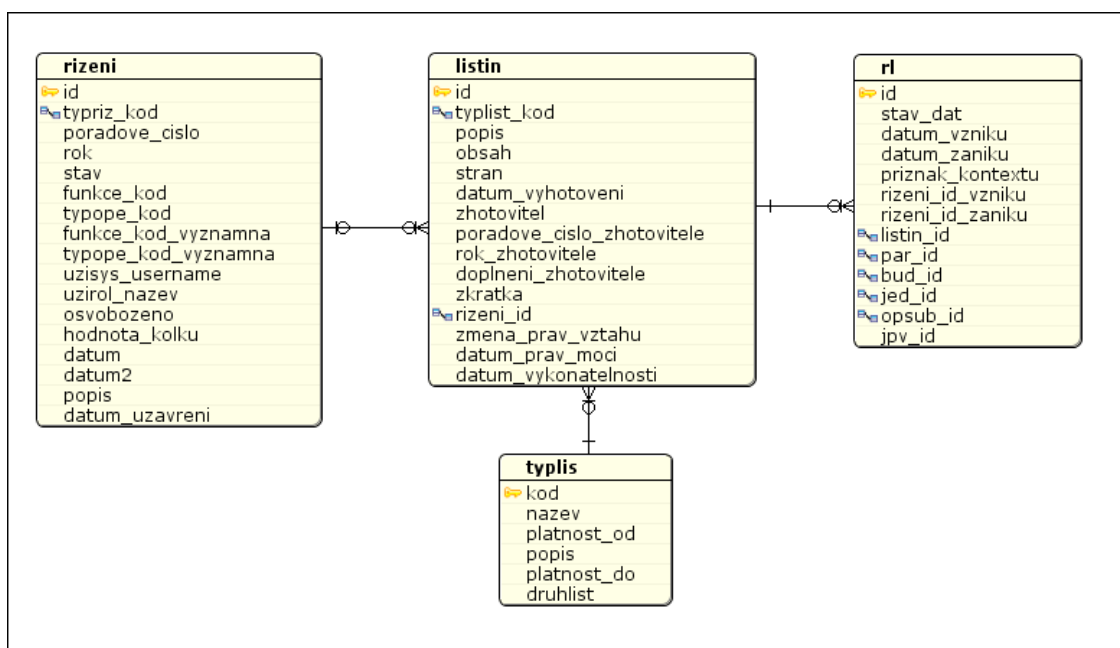 rizeni
id
typriz_kod
poradove_cislo
rok
stav
funkce_kod
typope_kod
funkce_kod_vyznamna
typope_kod_vyznamna
uzisys_username
uzirol_nazev
osvobozeno
hodnota_kolku
datum
datum2
popis
datum_uzavreni
listin
id
typlist_kod
popis
obsah
stran
datum_vyhotoveni
zhotovitel
poradove_cislo_zhotovitele
rok_zhotovitele
doplneni_zhotovitele
zkratka
rizeni_id
zmena_prav_vztahu
datum_prav_moci
datum_vykonatelnosti
rl
id
stav_dat
datum_vzniku
datum_zaniku
priznak_kontextu
rizeni_id_vzniku
rizeni_id_zaniku
listin_id
par_id
bud_id
jed_id
opsub_id
jpv_id
typlis
kod
nazev
platnost_od
popis
platnost_do
druhlist